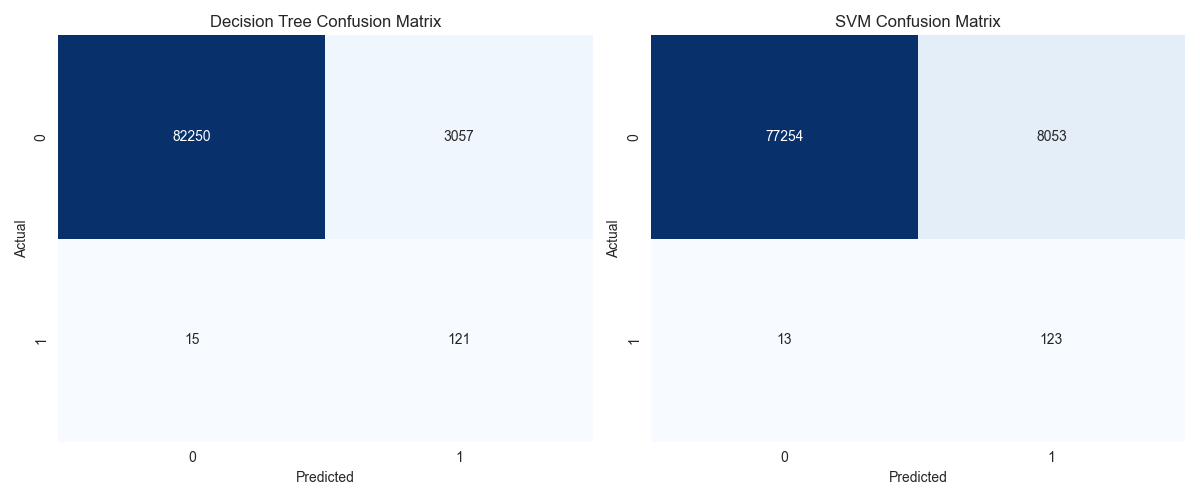 Decision Tree Confusion Matrix
0
82250
3057
Actual
1
15
121
0
1
Predicted
SVM Confusion Matrix
0
77254
8053
Actual
1
13
123
0
1
Predicted